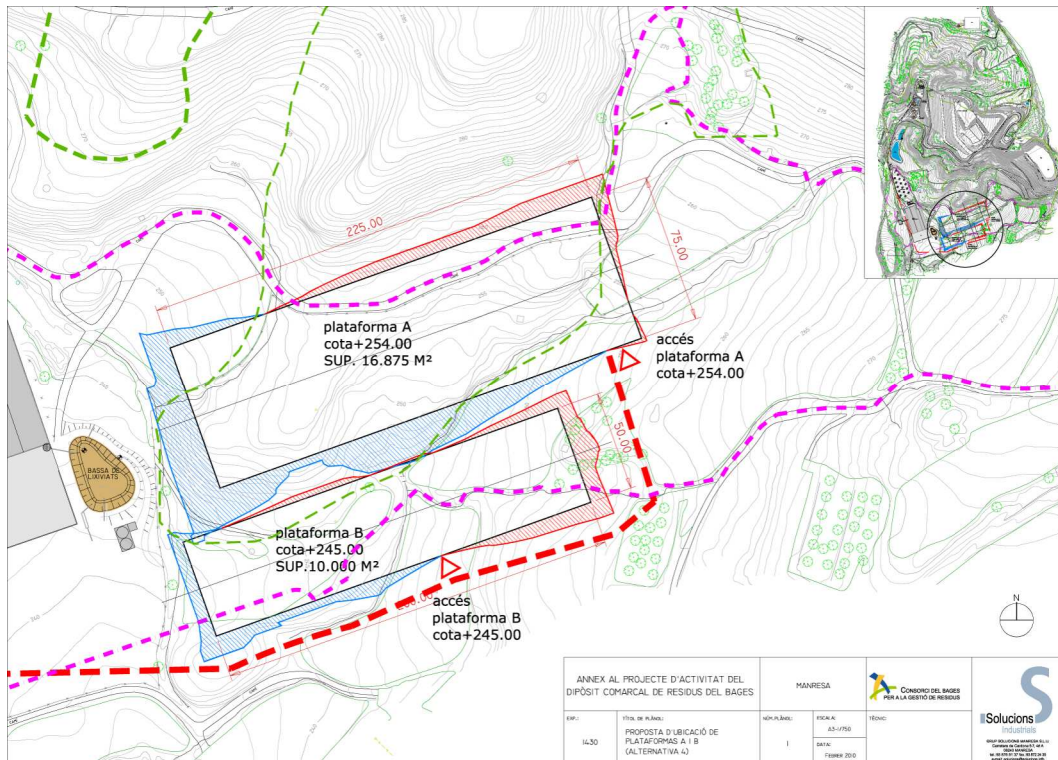 225.00
75.00
plataforma A
cota+254.00
SUP. 16.875 M²
accés
plataforma A
cota+254.00
50.00
BASSA DE
LIXIVIATS
plataforma B
cota+245.00
SUP.10.000 M²
accés
plataforma B
cota+245.00
N
ANNEX AL PROJECTE D'ACTIVITAT DEL
DIPÒSIT COMARCAL DE RESIDUS DEL BAGES
MANRESA
CONSORCI DEL BAGES
PER A LA GESTIÓ DE RESIDUS
EXP.:
1430
TÍTOL DE PLÀNOL:
PROPOSTA D'UBICACIÓ DE
PLATAFORMAS A I B
(ALTERNATIVA 4)
NÚM.PLÀNOL:
1
ESCALA:
A3-1/750
DATA:
FEBRER 2010
TÈCNIC:
Solucions
Industrials